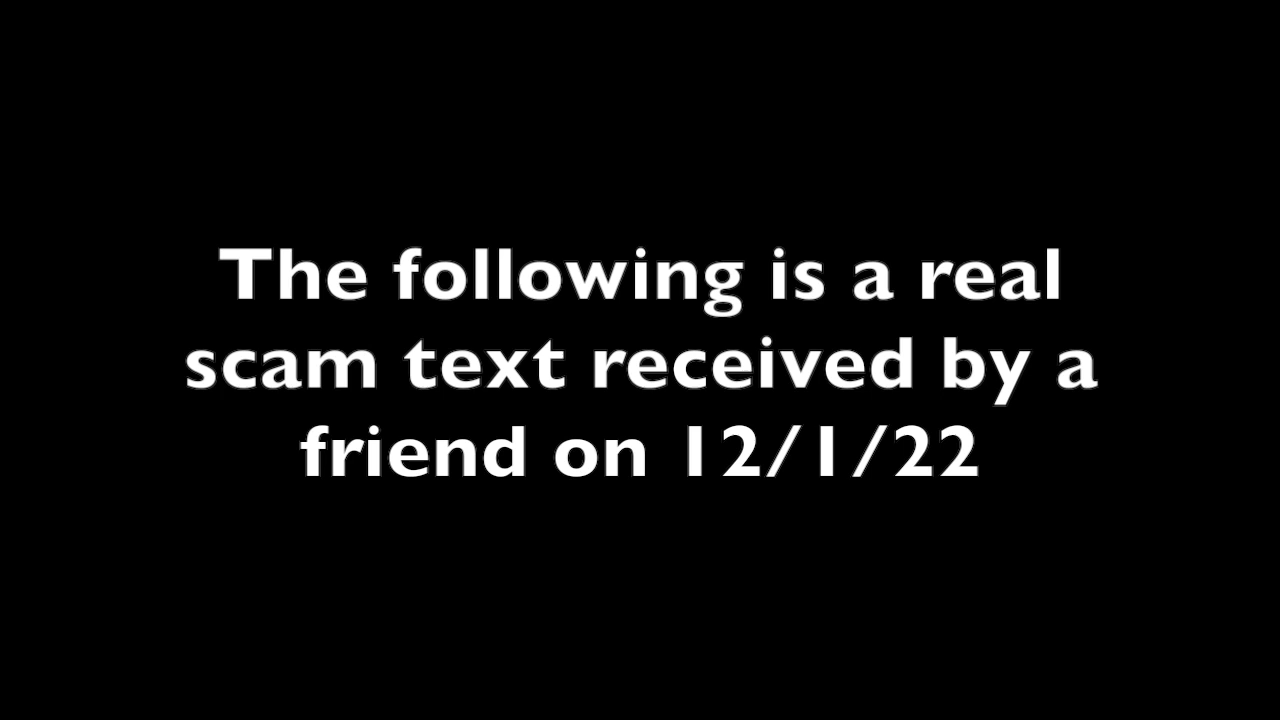 The following is a real
scam text received by a
friend on 12/1/22